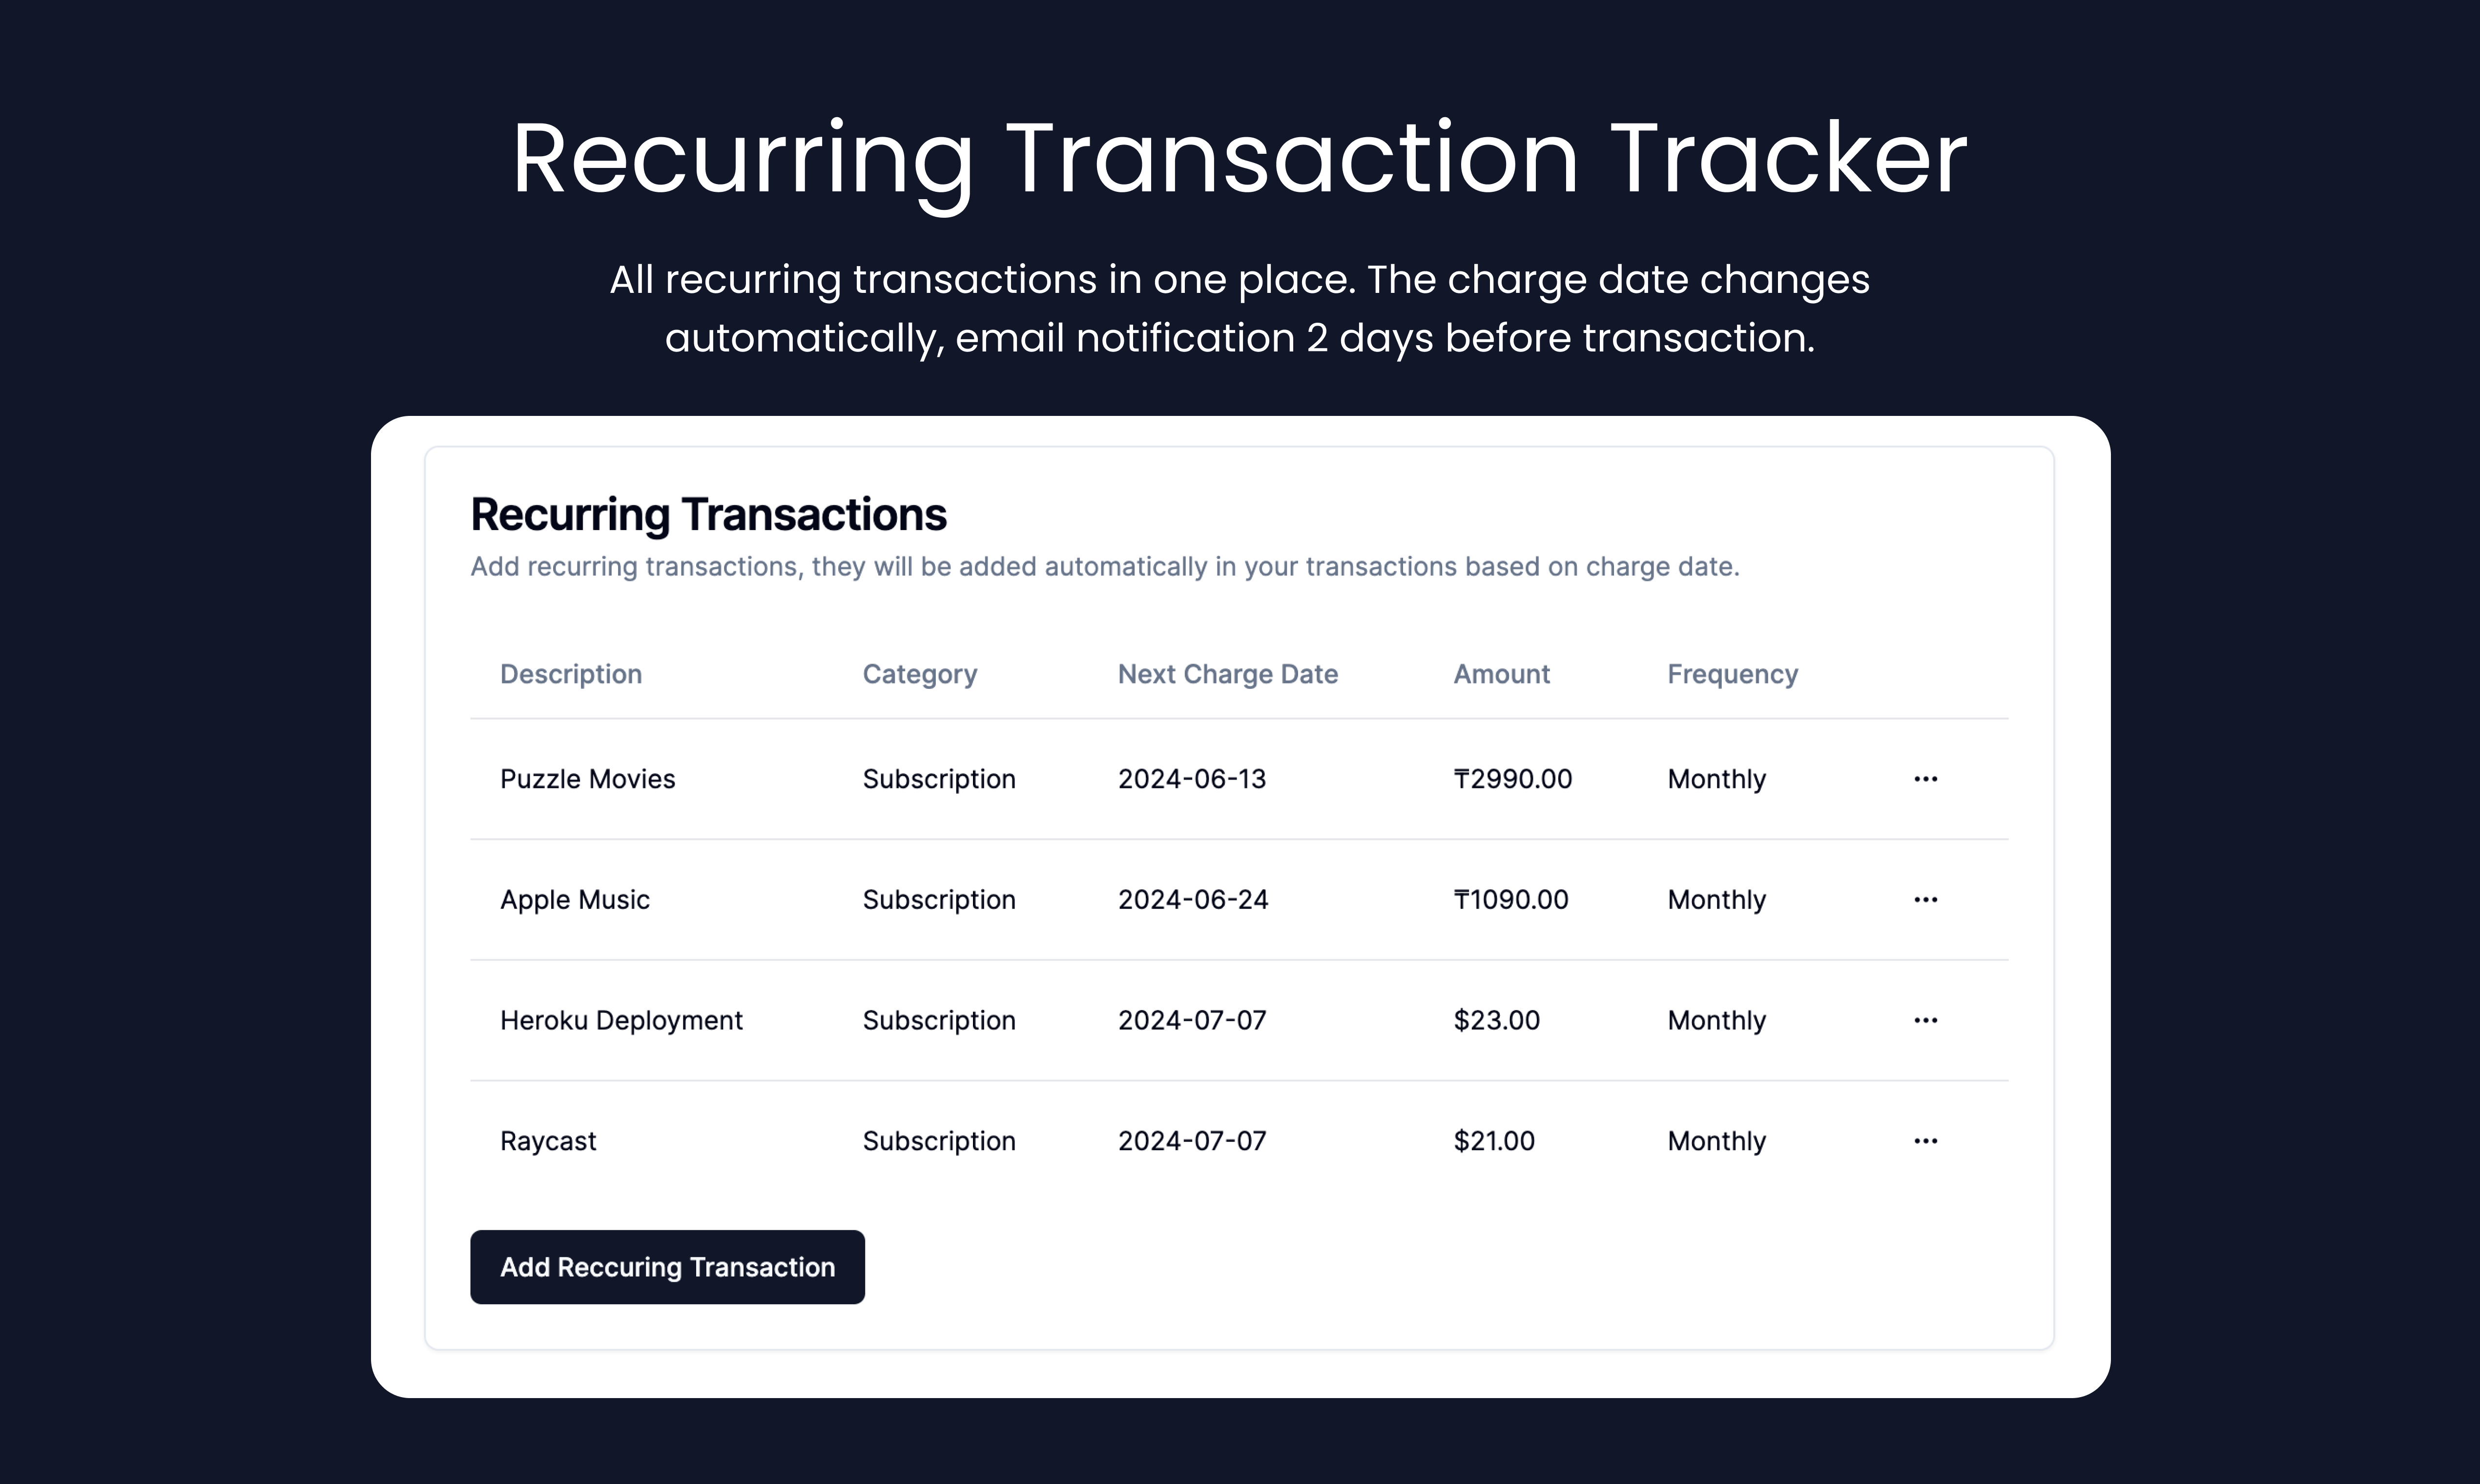 Recurring Transaction Tracker
All recurring transactions in one place. The charge date changes
automatically, email notification 2 days before transaction.
Recurring Transactions
Add recurring transactions, they will be added automatically in your transactions based on charge date.
Description Category Next Charge Date Amount Frequency
Puzzle Movies Subscription 2024-06-13 ₸2990.00 Monthly ···
Apple Music Subscription 2024-06-24 ₸1090.00 Monthly ···
Heroku Deployment Subscription 2024-07-07 $23.00 Monthly ···
Raycast Subscription 2024-07-07 $21.00 Monthly ···
Add Reccuring Transaction